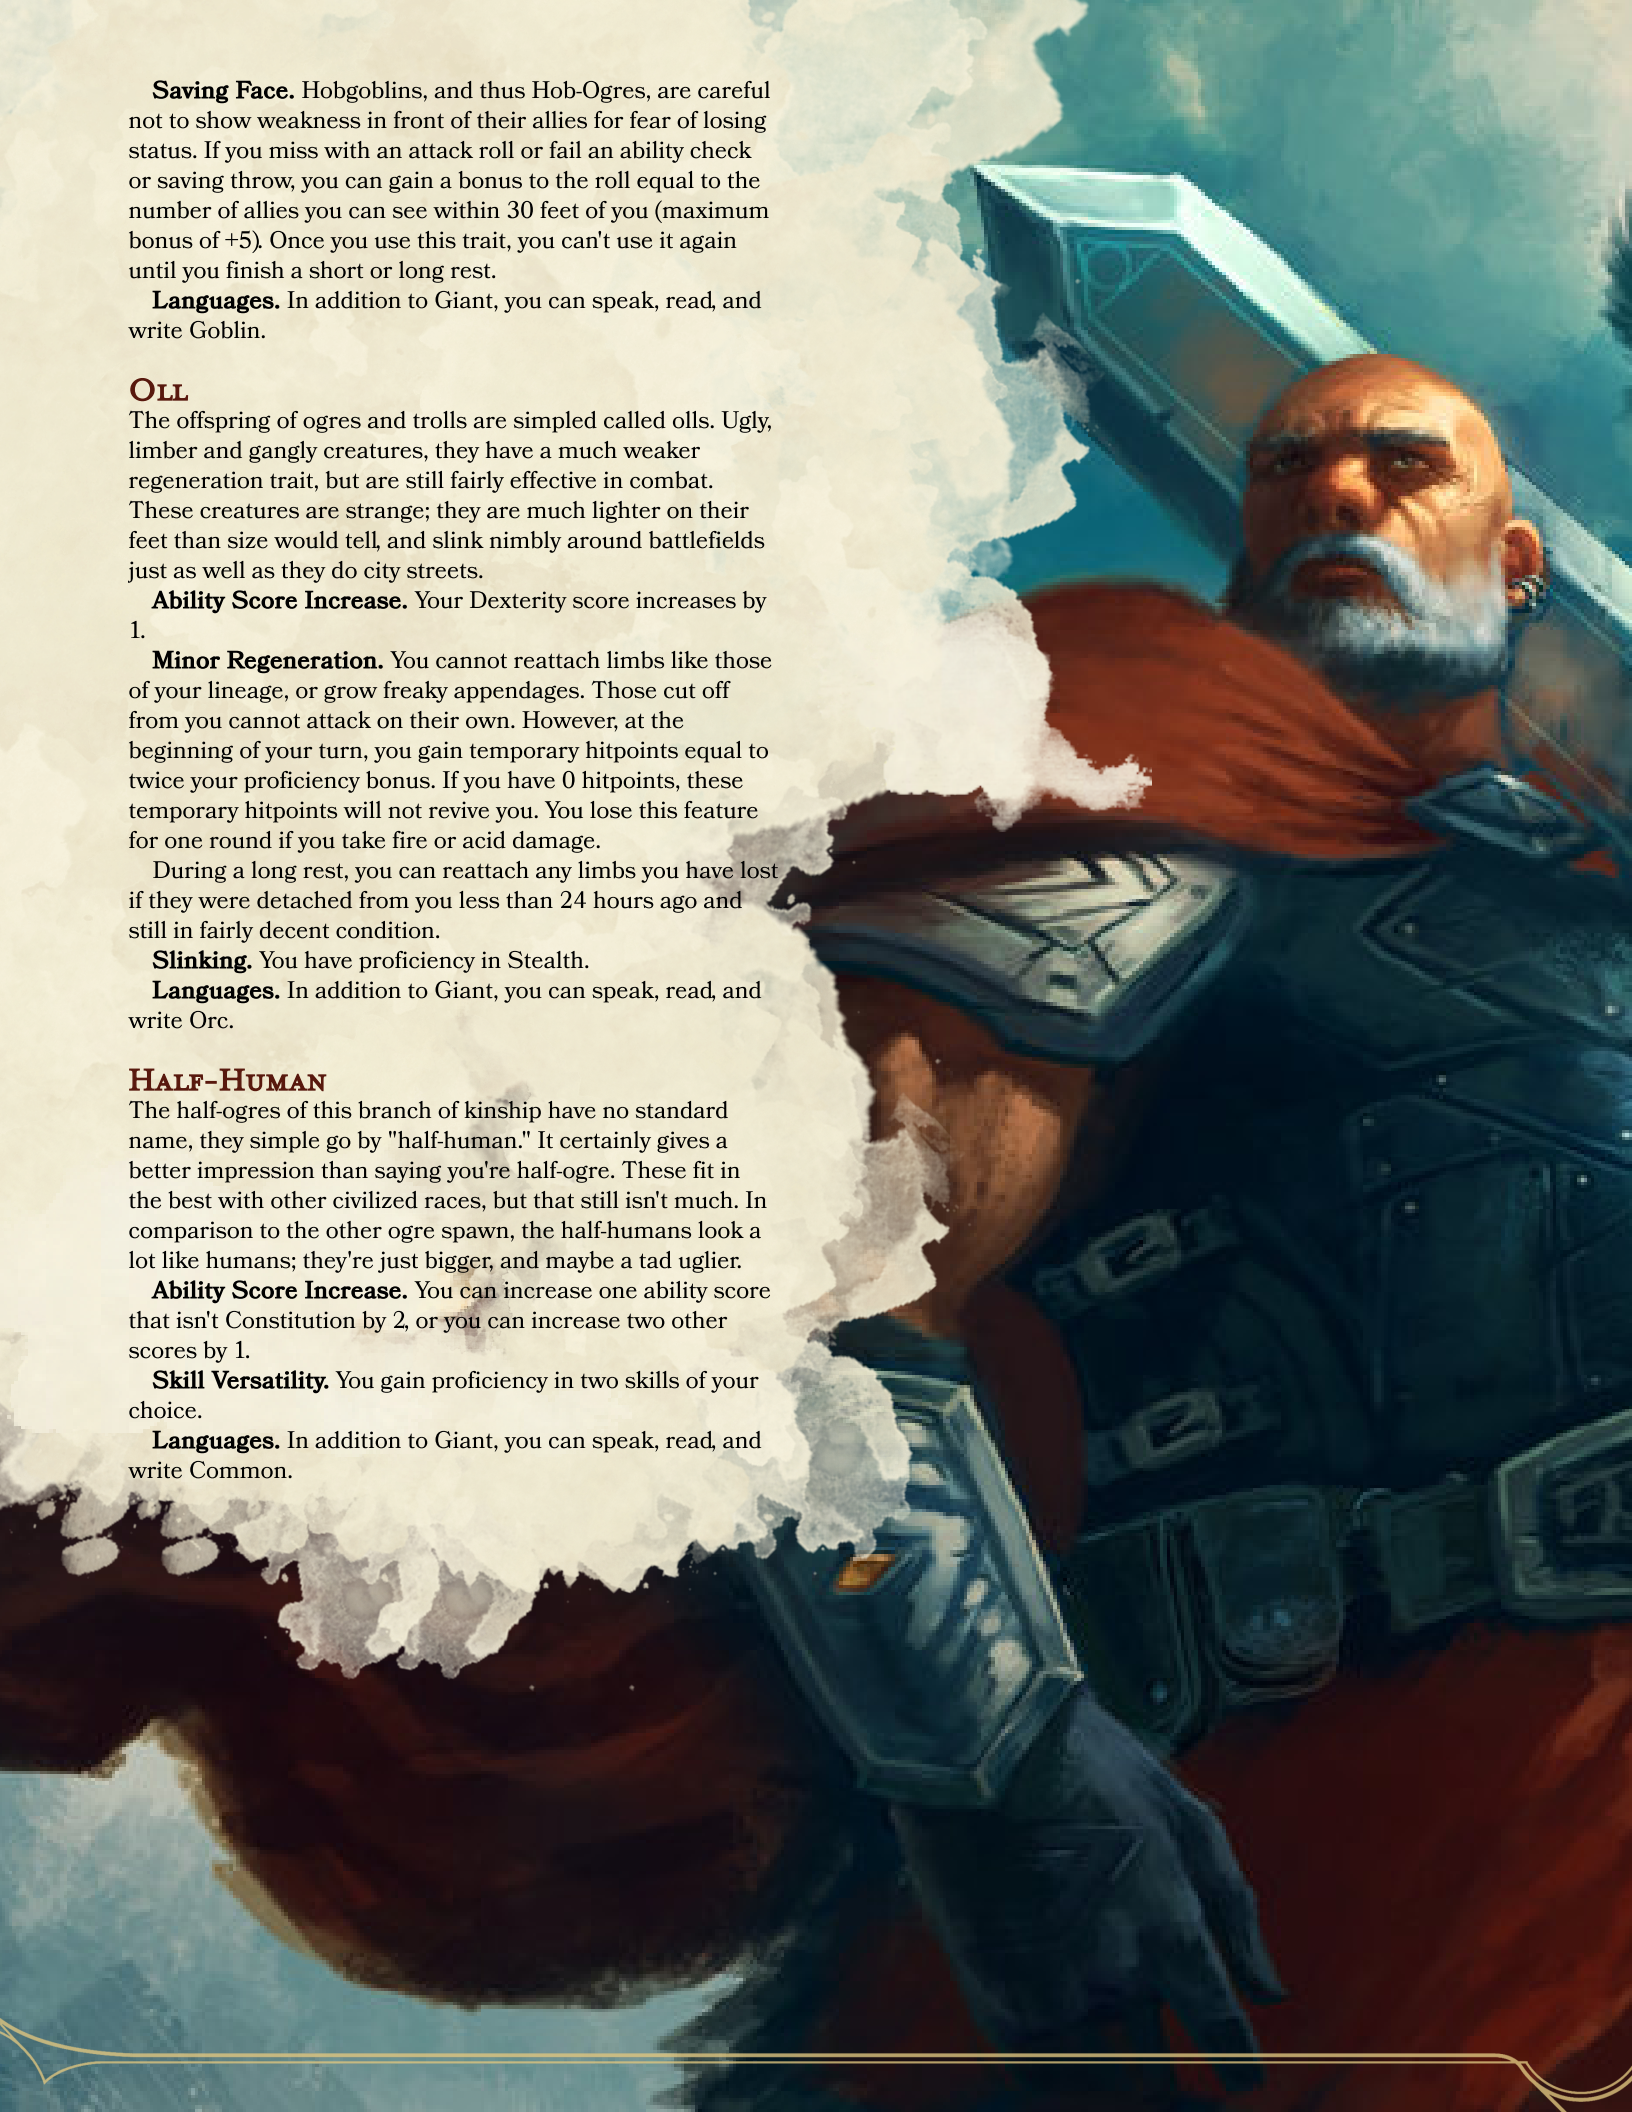 Saving Face. Hobgoblins, and thus Hob-Ogres, are careful
not to show weakness in front of their allies for fear of losing
status. If you miss with an attack roll or fail an ability check
or saving throw, you can gain a bonus to the roll equal to the
number of allies you can see within 30 feet of you (maximum
bonus of +5). Once you use this trait, you can't use it again
until you finish a short or long rest.
Languages. In addition to Giant, you can speak, read, and
write Goblin.
Oll
The offspring of ogres and trolls are simpled called olls. Ugly,
limber and gangly creatures, they have a much weaker
regeneration trait, but are still fairly effective in combat.
These creatures are strange; they are much lighter on their
feet than size would tell, and slink nimbly around battlefields
just as well as they do city streets.
Ability Score Increase. Your Dexterity score increases by
1.
Minor Regeneration. You cannot reattach limbs like those
of your lineage, or grow freaky appendages. Those cut off
from you cannot attack on their own. However, at the
beginning of your turn, you gain temporary hitpoints equal to
twice your proficiency bonus. If you have 0 hitpoints, these
temporary hitpoints will not revive you. You lose this feature
for one round if you take fire or acid damage.
During a long rest, you can reattach any limbs you have lost
if they were detached from you less than 24 hours ago and
still in fairly decent condition.
Slinking. You have proficiency in Stealth.
Languages. In addition to Giant, you can speak, read, and
write Orc.
Half-Human
The half-ogres of this branch of kinship have no standard
name, they simple go by "half-human." It certainly gives a
better impression than saying you're half-ogre. These fit in
the best with other civilized races, but that still isn't much. In
comparison to the other ogre spawn, the half-humans look a
lot like humans; they're just bigger, and maybe a tad uglier.
Ability Score Increase. You can increase one ability score
that isn't Constitution by 2, or you can increase two other
scores by 1.
Skill Versatility. You gain proficiency in two skills of your
choice.
Languages. In addition to Giant, you can speak, read, and
write Common.